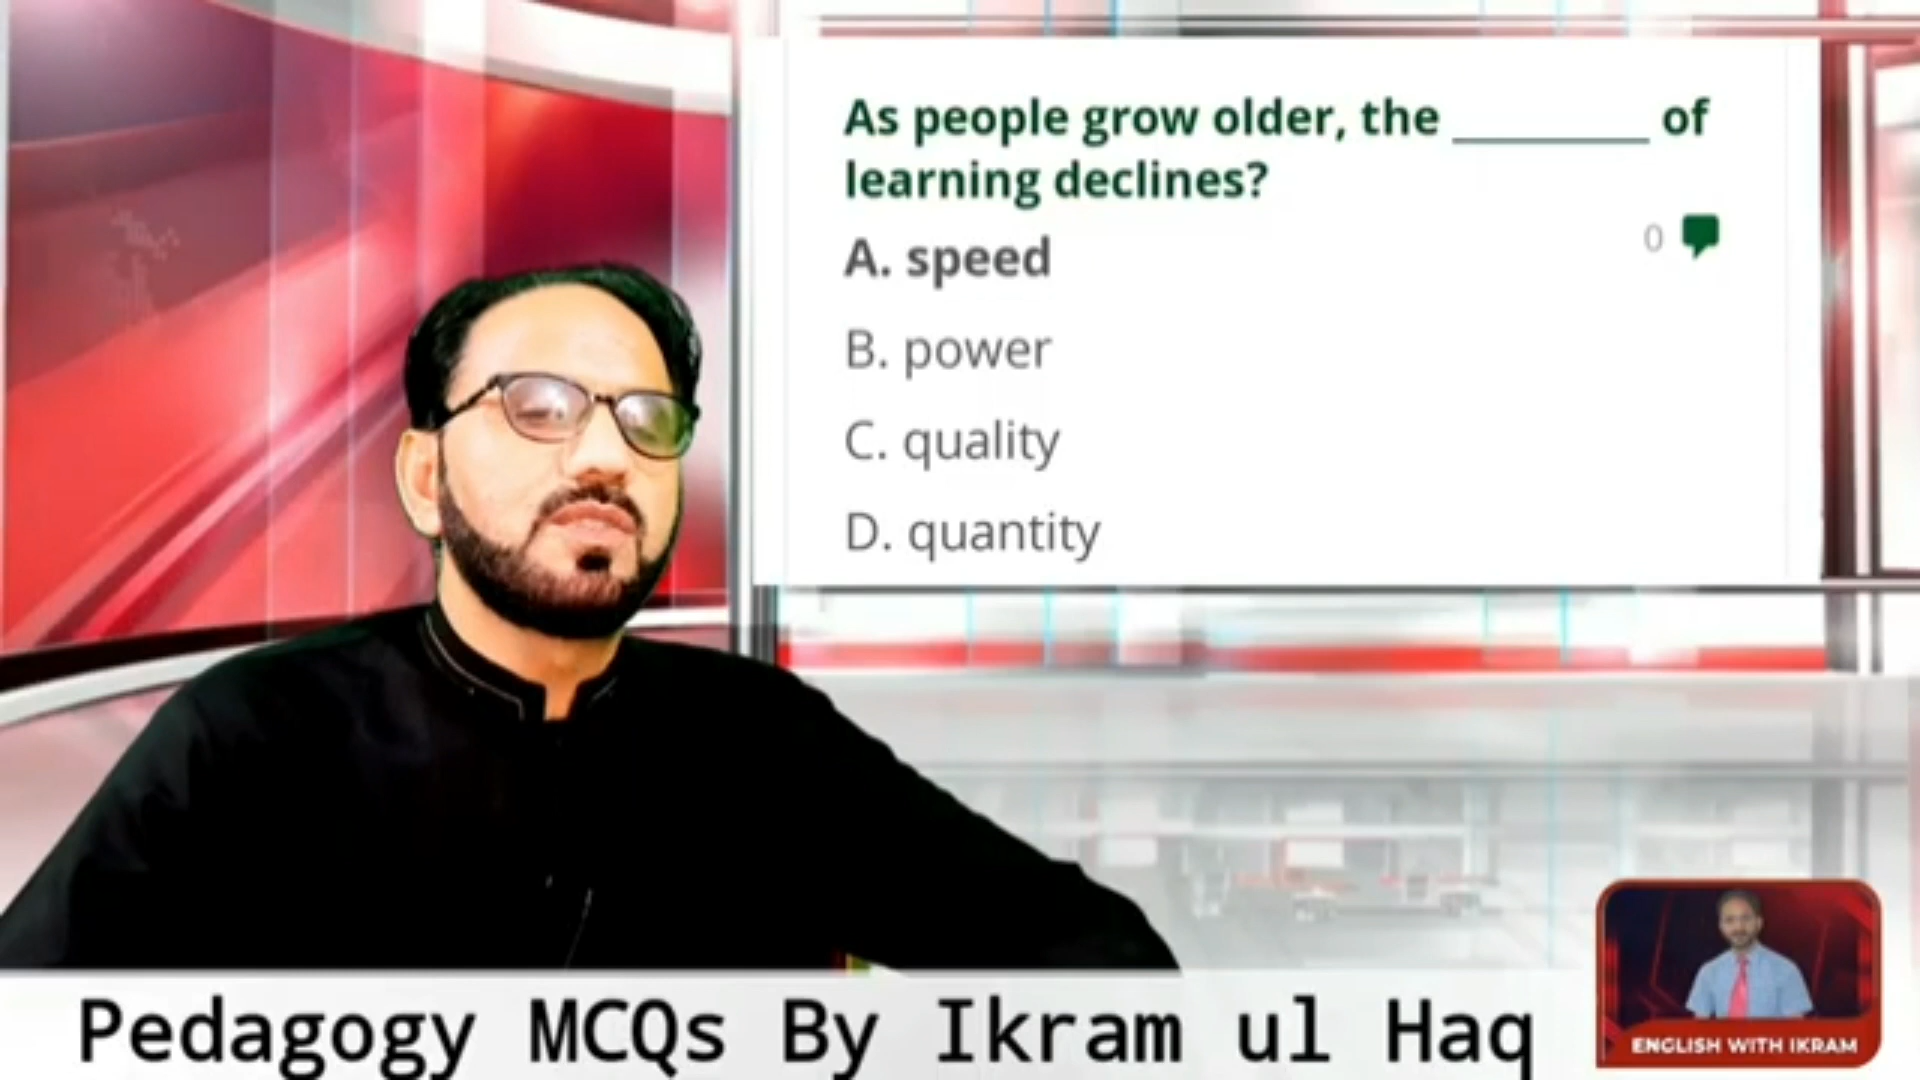 As people grow older, the _________ of
learning declines?
0
A. speed
B. power
C. quality
D. quantity
Pedagogy MCQs By Ikram ul Haq
ENGLISH WITH IKRAM